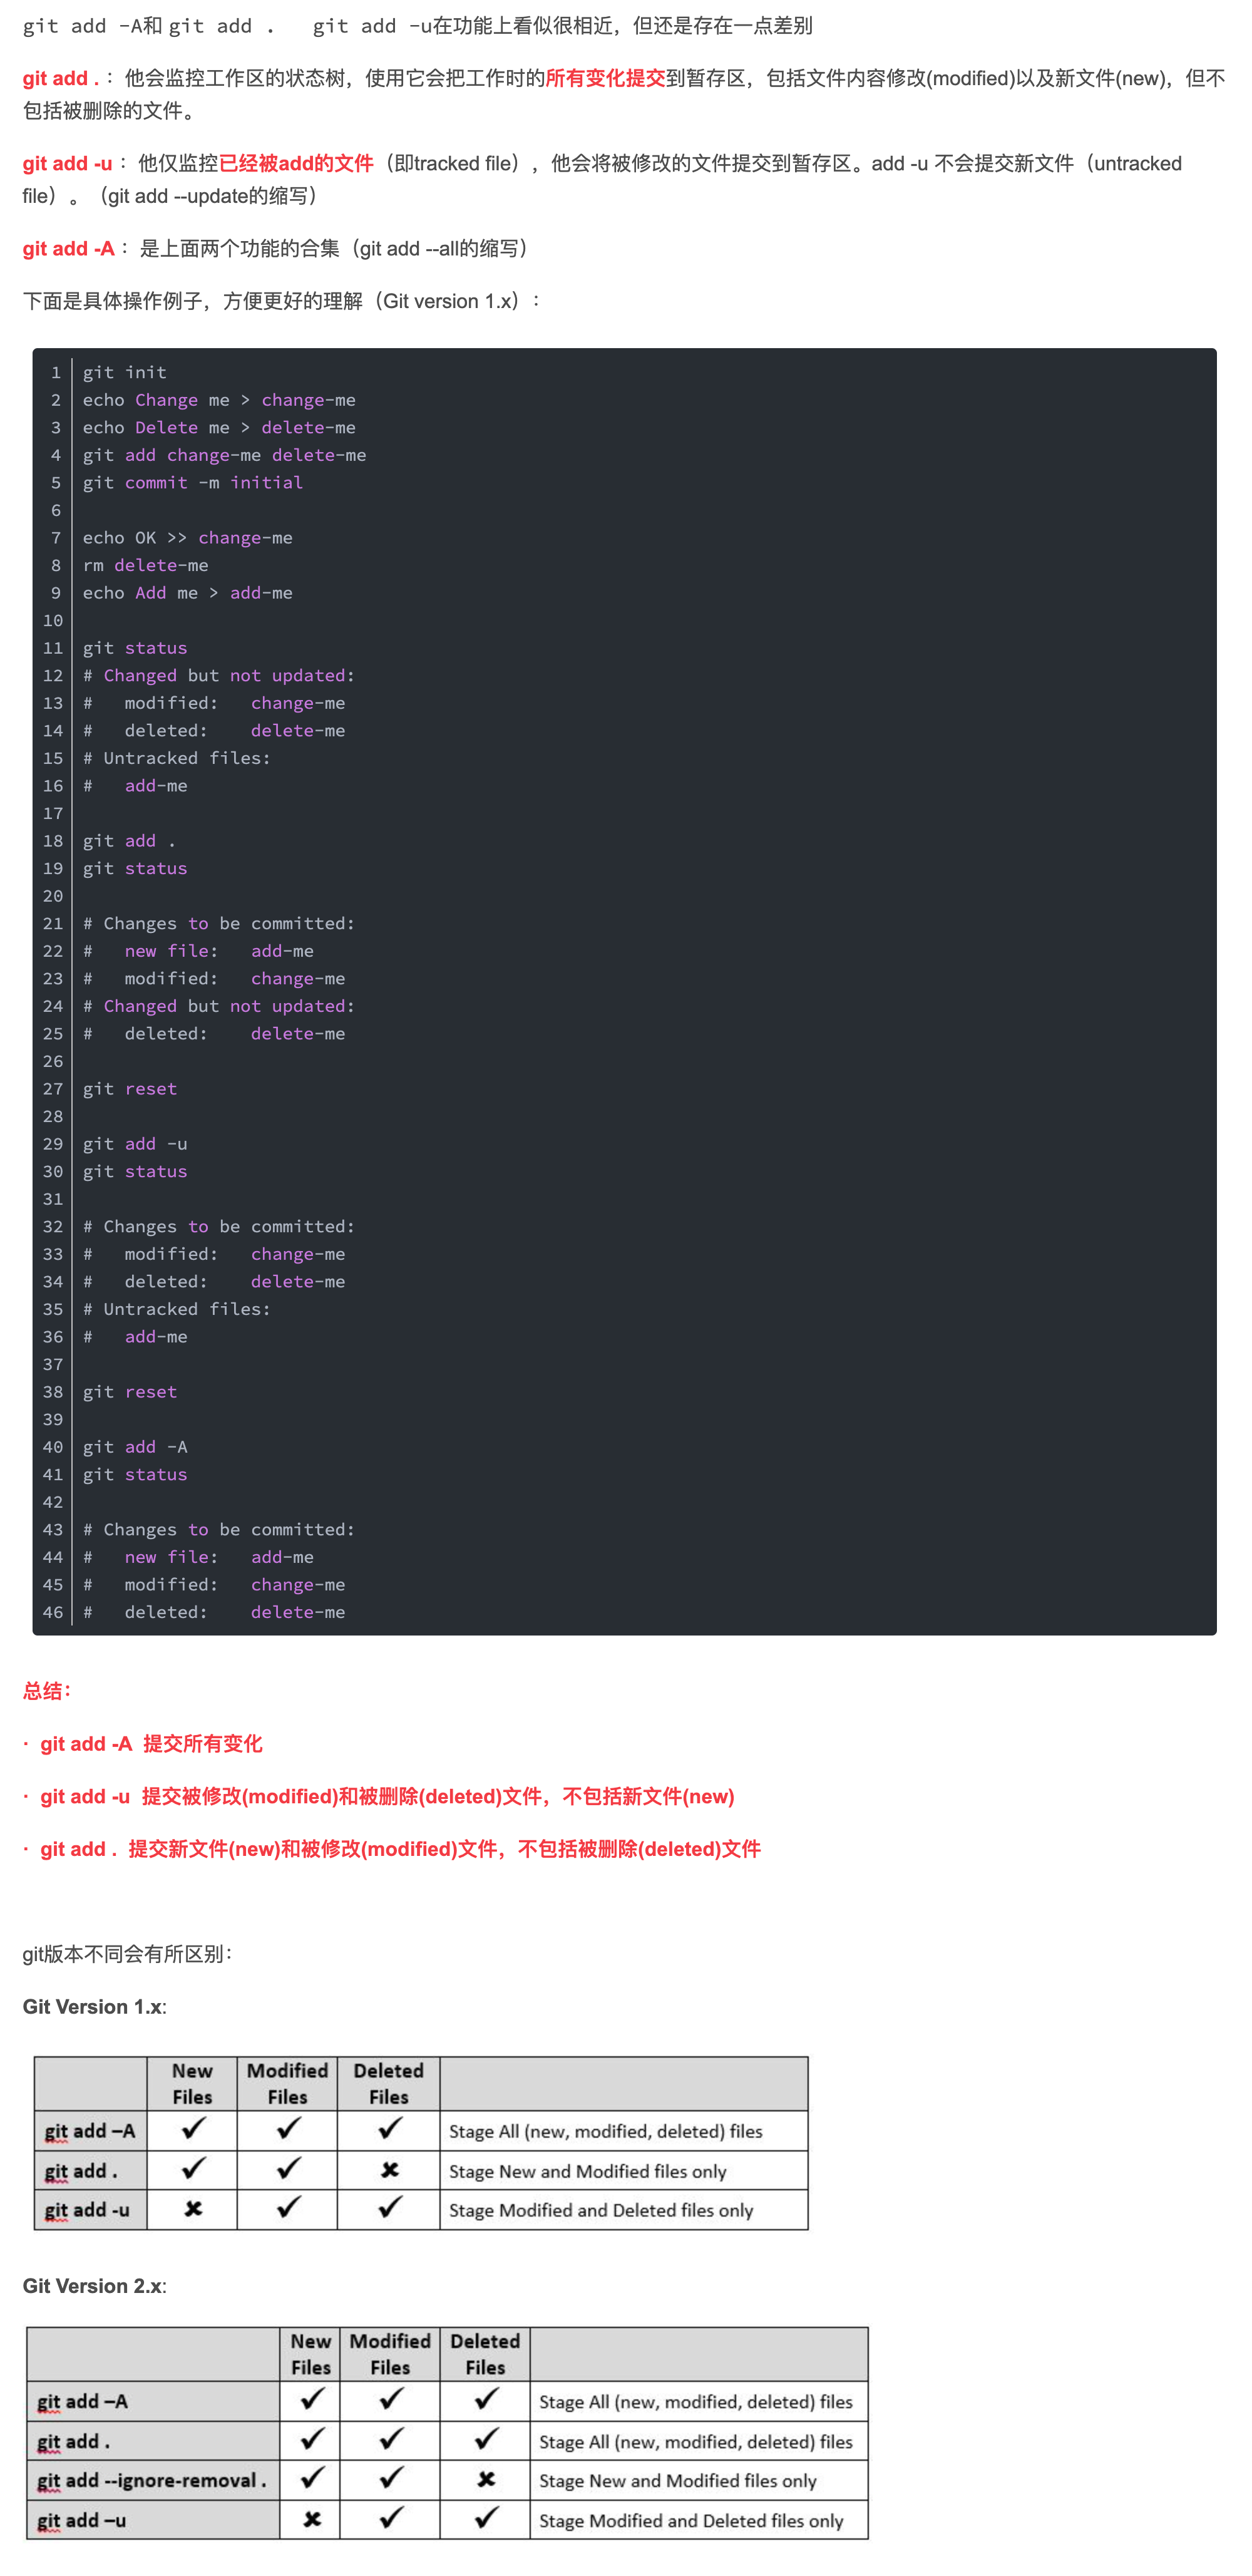 git add -A和 git add .   git add -u在功能上看似很相近，但还是存在一点差别
git add . ：他会监控工作区的状态树，使用它会把工作时的所有变化提交到暂存区，包括文件内容修改(modified)以及新文件(new)，但不
包括被删除的文件。
git add -u ：他仅监控已经被add的文件（即tracked file），他会将被修改的文件提交到暂存区。add -u 不会提交新文件（untracked
file）。（git add --update的缩写）
git add -A ：是上面两个功能的合集（git add --all的缩写）
下面是具体操作例子，方便更好的理解（Git version 1.x）：
1 git init
2 echo Change me > change-me
3 echo Delete me > delete-me
4 git add change-me delete-me
5 git commit -m initial
6
7 echo OK >> change-me
8 rm delete-me
9 echo Add me > add-me
10
11 git status
12 # Changed but not updated:
13 #   modified:   change-me
14 #   deleted:    delete-me
15 # Untracked files:
16 #   add-me
17
18 git add .
19 git status
20
21 # Changes to be committed:
22 #   new file:   add-me
23 #   modified:   change-me
24 # Changed but not updated:
25 #   deleted:    delete-me
26
27 git reset
28
29 git add -u
30 git status
31
32 # Changes to be committed:
33 #   modified:   change-me
34 #   deleted:    delete-me
35 # Untracked files:
36 #   add-me
37
38 git reset
39
40 git add -A
41 git status
42
43 # Changes to be committed:
44 #   new file:   add-me
45 #   modified:   change-me
46 #   deleted:    delete-me
总结：
· git add -A  提交所有变化
· git add -u  提交被修改(modified)和被删除(deleted)文件，不包括新文件(new)
· git add .  提交新文件(new)和被修改(modified)文件，不包括被删除(deleted)文件
git版本不同会有所区别：
Git Version 1.x:
New Files Modified Files Deleted Files
git add –A ✔ ✔ ✔ Stage All (new, modified, deleted) files
git add . ✔ ✔ ✖ Stage New and Modified files only
git add -u ✖ ✔ ✔ Stage Modified and Deleted files only
Git Version 2.x:
New Files Modified Files Deleted Files
git add –A ✔ ✔ ✔ Stage All (new, modified, deleted) files
git add . ✔ ✔ ✔ Stage All (new, modified, deleted) files
git add --ignore-removal . ✔ ✔ ✖ Stage New and Modified files only
git add –u ✖ ✔ ✔ Stage Modified and Deleted files only